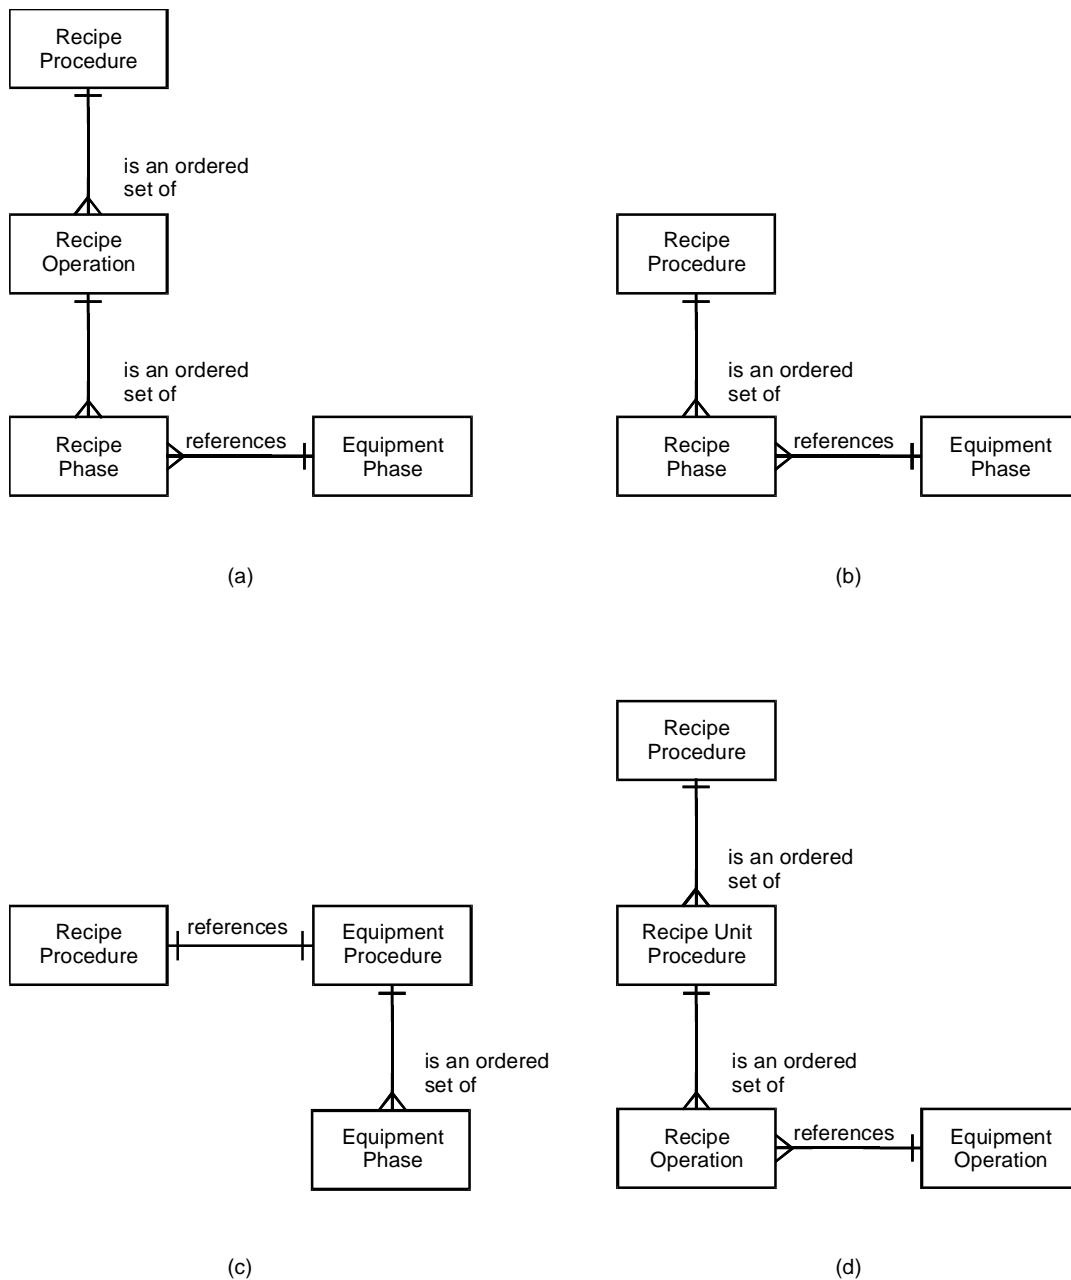 Recipe
Procedure
is an ordered
set of
Recipe
Operation
is an ordered
set of
Recipe
Phase
references
Equipment
Phase
(a)
Recipe
Procedure
is an ordered
set of
Recipe
Phase
references
Equipment
Phase
(b)
Recipe
Procedure
references
Equipment
Procedure
is an ordered
set of
Equipment
Phase
(c)
Recipe
Procedure
is an ordered
set of
Recipe Unit
Procedure
is an ordered
set of
Recipe
Operation
references
Equipment
Operation
(d)